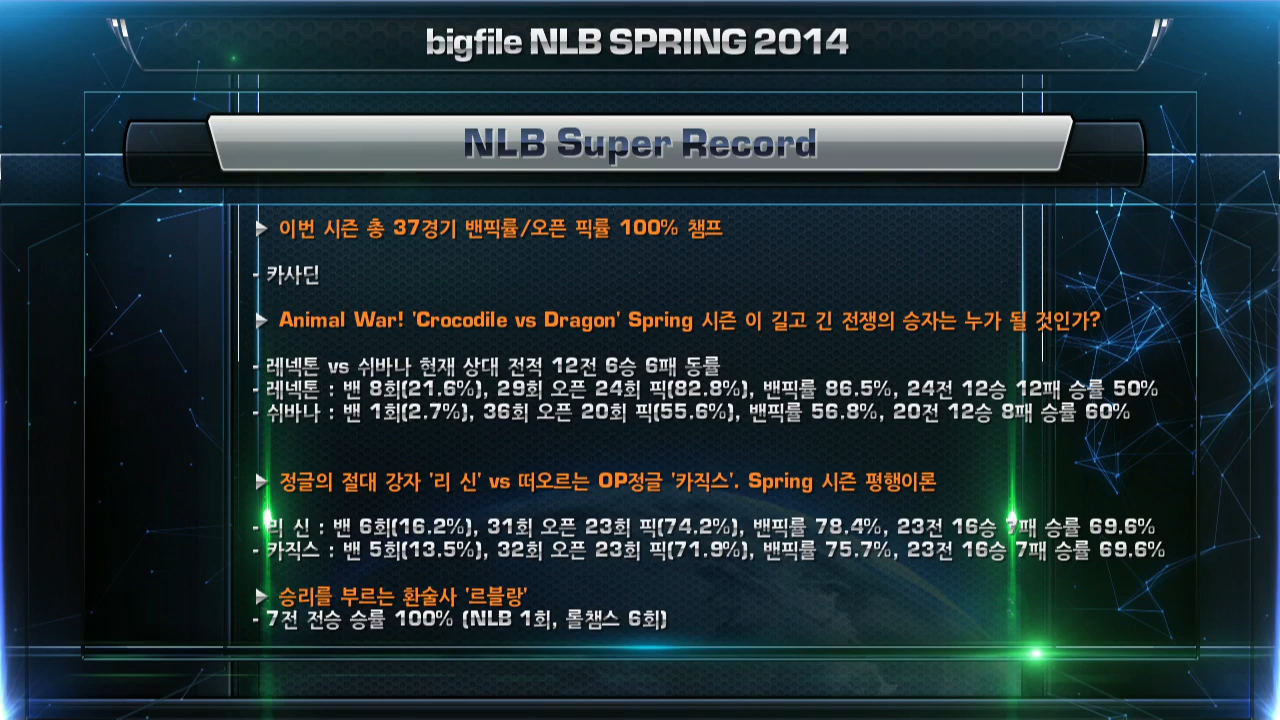 bigfile NLB SPRING 2014
NLB Super Record
▶ 이번 시즌 총 37경기 밴픽률/오픈 픽률 100% 챔프
- 카사딘
▶ Animal War! 'Crocodile vs Dragon' Spring 시즌 이 길고 긴 전쟁의 승자는 누가 될 것인가?
- 레넥톤 vs 쉬바나 현재 상대 전적 12전 6승 6패 동률
- 레넥톤 : 밴 8회(21.6%), 29회 오픈 24회 픽(82.8%), 밴픽률 86.5%, 24전 12승 12패 승률 50%
- 쉬바나 : 밴 1회(2.7%), 36회 오픈 20회 픽(55.6%), 밴픽률 56.8%, 20전 12승 8패 승률 60%
▶ 정글의 절대 강자 '리 신' vs 떠오르는 OP정글 '카직스'. Spring 시즌 평행이론
- 리 신 : 밴 6회(16.2%), 31회 오픈 23회 픽(74.2%), 밴픽률 78.4%, 23전 16승 7패 승률 69.6%
- 카직스 : 밴 5회(13.5%), 32회 오픈 23회 픽(71.9%), 밴픽률 75.7%, 23전 16승 7패 승률 69.6%
▶ 승리를 부르는 환술사 '르블랑'
- 7전 전승 승률 100% (NLB 1회, 롤챔스 6회)